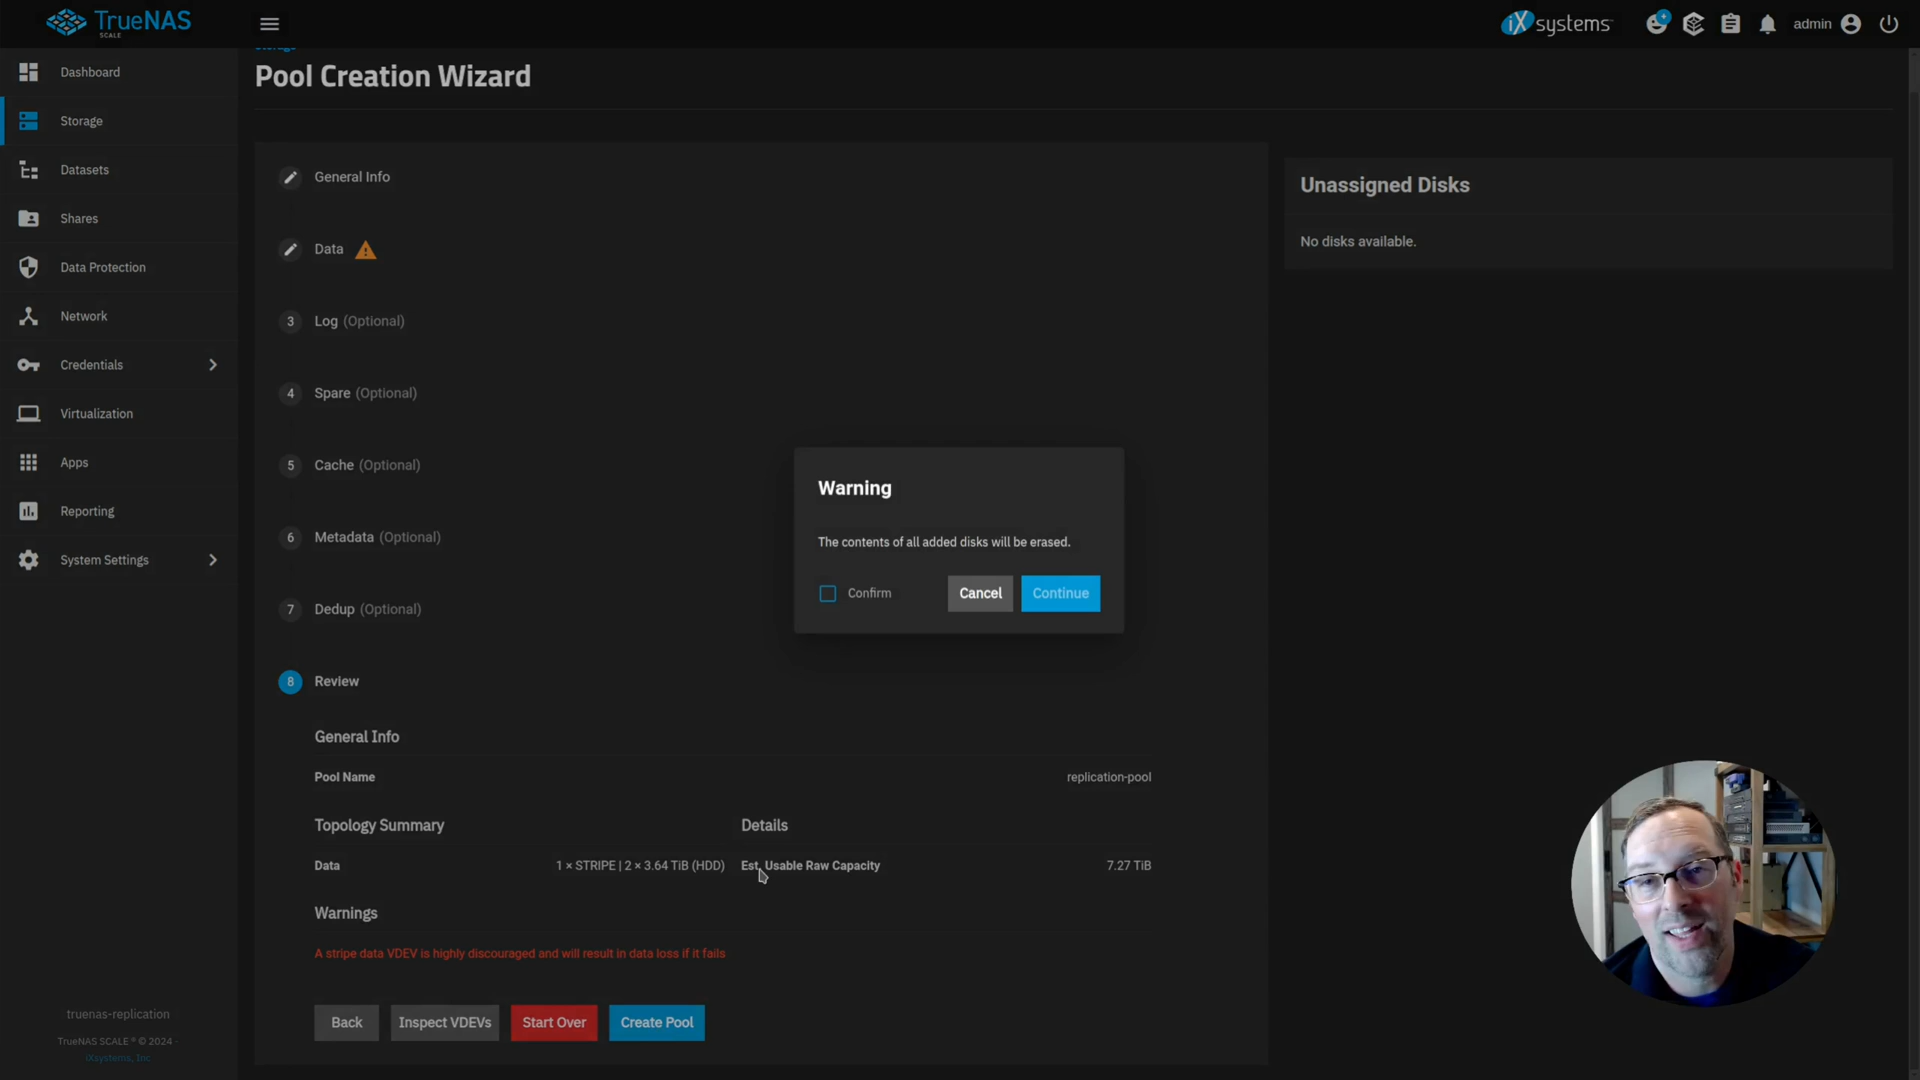 TrueNAS
SCALE
iXsystems
admin
Storage
Pool Creation Wizard
Dashboard
Storage
Datasets
Shares
Data Protection
Network
Credentials
Virtualization
Apps
Reporting
System Settings
General Info
Data
3 Log (Optional)
4 Spare (Optional)
5 Cache (Optional)
6 Metadata (Optional)
7 Dedup (Optional)
8 Review
General Info
Pool Name replication-pool
Topology Summary Details
Data 1 × STRIPE | 2 × 3.64 TiB (HDD) Est. Usable Raw Capacity 7.27 TiB
Warnings
A stripe data VDEV is highly discouraged and will result in data loss if it fails
Back Inspect VDEVs Start Over Create Pool
Unassigned Disks
No disks available.
Warning
The contents of all added disks will be erased.
Confirm Cancel Continue
truenas-replication
TrueNAS SCALE ® © 2024 -
iXsystems, Inc